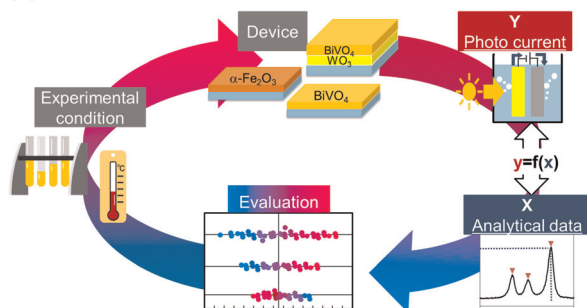 Device
BiVO₄
WO₃
α-Fe₂O₃
BiVO₄
Y
Photo current
Experimental
condition
°C
y=f(x)
X
Analytical data
Evaluation